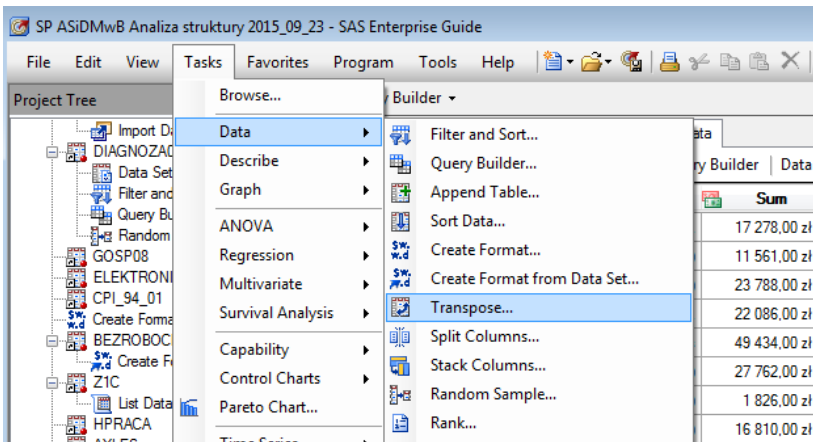 SP ASiDMwB Analiza struktury 2015_09_23 - SAS Enterprise Guide
File Edit View Tasks Favorites Program Tools Help
Project Tree
Builder
Import
DIAGNOZA
Data Set
Filter and
Query
Random
GOSP08
ELEKTRONI
CPI_94_01
Create Forma
BEZROBOC
Create
Z1C
List Data
HPRACA
Browse...
Data
Describe
Graph
ANOVA
Regression
Multivariate
Survival Analysis
Capability
Control Charts
Pareto Chart...
Filter and Sort...
Query Builder...
Append Table...
Sort Data...
Create Format...
Create Format from Data Set...
Transpose...
Split Columns...
Stack Columns...
Random Sample...
Rank...
ata
ry Builder | Data
Sum
17 278,00 zł
11 561,00 zł
23 788,00 zł
22 086,00 zł
49 434,00 zł
27 762,00 zł
1 826,00 zł
16 810,00 zł